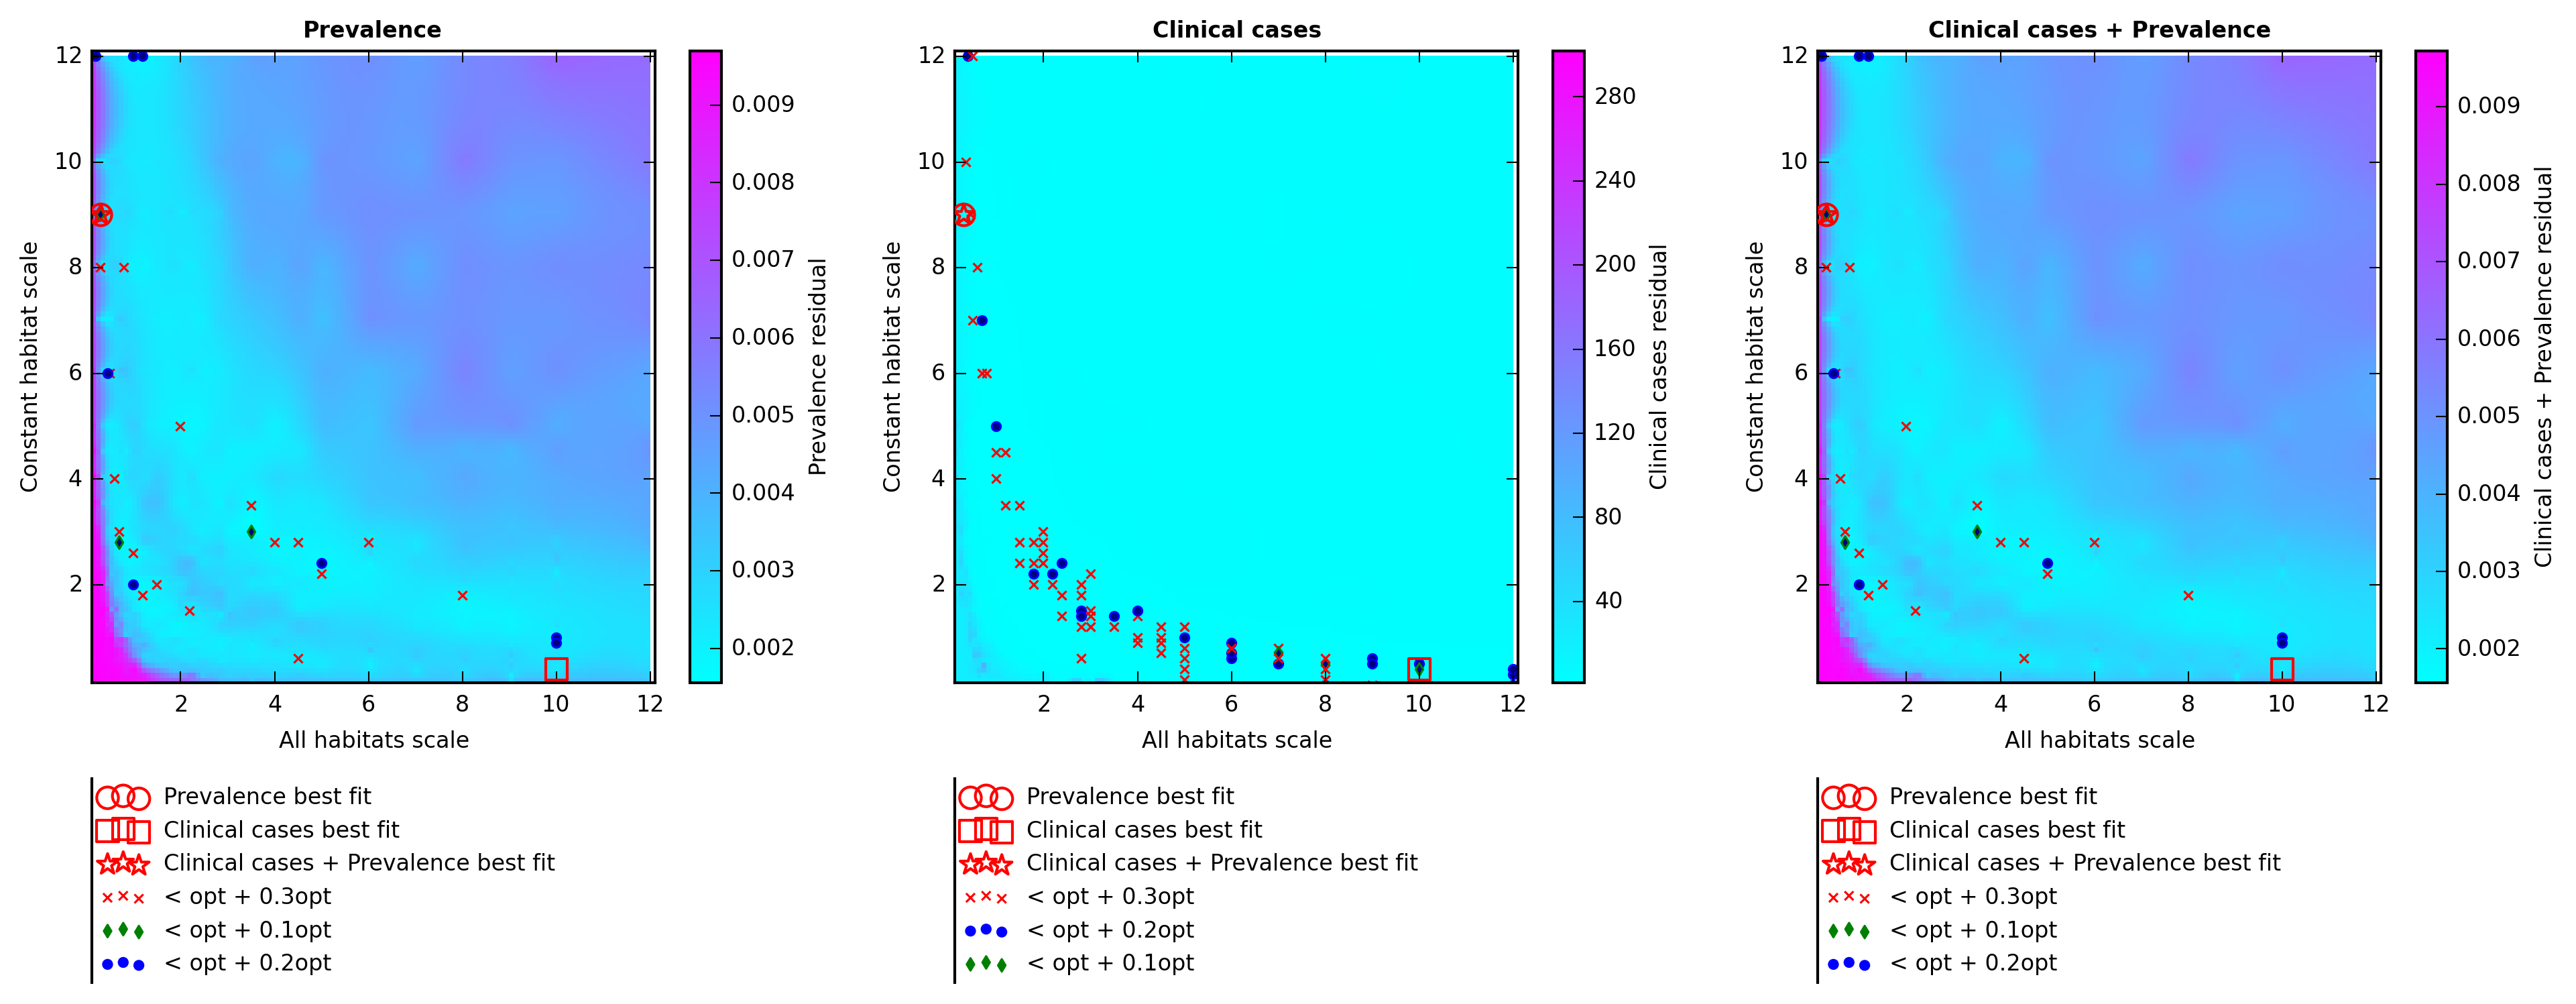 Prevalence
12
10
8
6
4
2
2 4 6 8 10 12
Constant habitat scale
All habitats scale
0.009
0.008
0.007
0.006
0.005
0.004
0.003
0.002
Prevalence residual
Prevalence best fit
Clinical cases best fit
Clinical cases + Prevalence best fit
< opt + 0.3opt
< opt + 0.1opt
< opt + 0.2opt
Clinical cases
12
10
8
6
4
2
2 4 6 8 10 12
Constant habitat scale
All habitats scale
280
240
200
160
120
80
40
Clinical cases residual
Prevalence best fit
Clinical cases best fit
Clinical cases + Prevalence best fit
< opt + 0.3opt
< opt + 0.2opt
< opt + 0.1opt
Clinical cases + Prevalence
12
10
8
6
4
2
2 4 6 8 10 12
Constant habitat scale
All habitats scale
0.009
0.008
0.007
0.006
0.005
0.004
0.003
0.002
Clinical cases + Prevalence residual
Prevalence best fit
Clinical cases best fit
Clinical cases + Prevalence best fit
< opt + 0.3opt
< opt + 0.1opt
< opt + 0.2opt